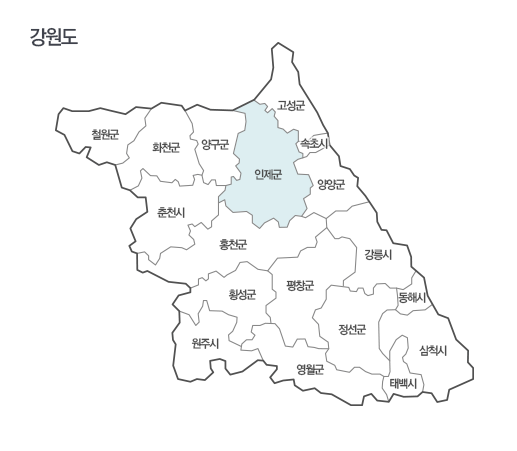 강원도
고성군
철원군
화천군
양구군
속초시
인제군
양양군
춘천시
홍천군
강릉시
평창군
횡성군
동해시
정선군
원주시
삼척시
영월군
태백시